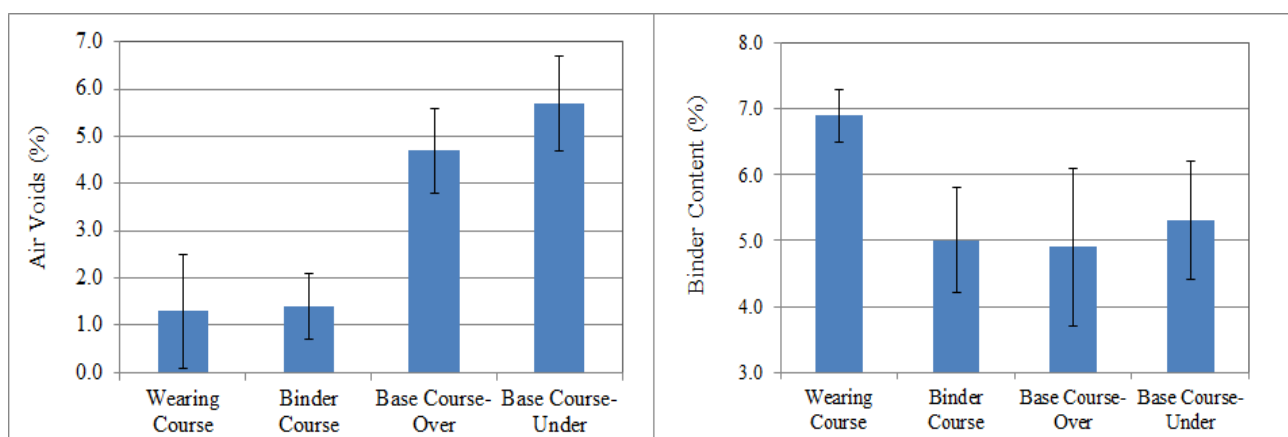 Air Voids (%)
7.0
6.0
5.0
4.0
3.0
2.0
1.0
0.0
Wearing Course
Binder Course
Base Course-Over
Base Course-Under
Binder Content (%)
8.0
7.0
6.0
5.0
4.0
3.0
Wearing Course
Binder Course
Base Course-Over
Base Course-Under